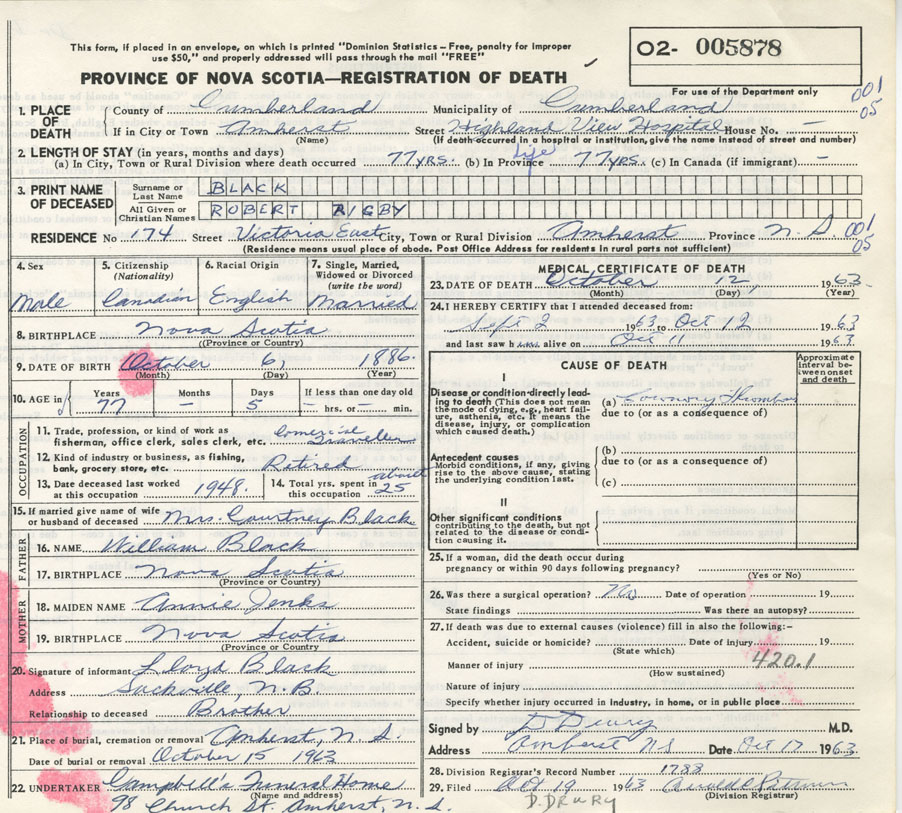 This form, if placed in an envelope, on which is printed "Dominion Statistics – Free, penalty for improper
use $50," and properly addressed will pass through the mail "FREE"
PROVINCE OF NOVA SCOTIA—REGISTRATION OF DEATH
02- 005878
For use of the Department only
001
05
1. PLACE OF DEATH
County of Cumberland Municipality of Cumberland
If in City or Town Amherst Street Highland View Hospital House No. —
(Name) (If death occurred in a hospital or institution, give the name instead of street and number)
2. LENGTH OF STAY (in years, months and days)
(a) In City, Town or Rural Division where death occurred 77 yrs. (b) In Province Life 77 yrs. (c) In Canada (if immigrant) —
3. PRINT NAME OF DECEASED
Surname or Last Name BLACK
All Given or Christian Names ROBERT RIGBY
RESIDENCE No 174 Street Victoria East City, Town or Rural Division Amherst Province N.S. 001
05
(Residence means usual place of abode. Post Office Address for residents in rural parts not sufficient)
4. Sex Male
5. Citizenship (Nationality) Canadian
6. Racial Origin English
7. Single, Married, Widowed or Divorced (write the word) Married
8. BIRTHPLACE Nova Scotia
(Province or Country)
9. DATE OF BIRTH October 6, 1886.
(Month) (Day) (Year)
10. AGE in Years 77 Months — Days 5 If less than one day old — hrs. or — min.
OCCUPATION
11. Trade, profession, or kind of work as fisherman, office clerk, sales clerk, etc. Comercial Traveller
12. Kind of industry or business, as fishing, bank, grocery store, etc. Retired
13. Date deceased last worked at this occupation 1948.
14. Total yrs. spent in this occupation about 25
15. If married give name of wife or husband of deceased Mrs. Courtney Black
FATHER
16. NAME William Black
17. BIRTHPLACE Nova Scotia
(Province or Country)
MOTHER
18. MAIDEN NAME Annie Jenks
19. BIRTHPLACE Nova Scotia
(Province or Country
20. Signature of informant Lloyd Black
Address Sackville, N.B.
Relationship to deceased Brother
21. Place of burial, cremation or removal Amherst, N.S.
Date of burial or removal October 15 1963
22. UNDERTAKER Campbell's Funeral Home
(Name and address)
98 Church St. Amherst, N.S.
MEDICAL CERTIFICATE OF DEATH
23. DATE OF DEATH October 12, 1963
(Month) (Day) (Year)
24. I HEREBY CERTIFY that I attended deceased from:
Sept 2 1963 to Oct 12 1963
and last saw him alive on Oct 11 1963
CAUSE OF DEATH
Approximate interval between onset and death
I
Disease or condition directly leading to death (This does not mean the mode of dying, e.g., heart failure, asthenia, etc. It means the disease, injury, or complication which caused death.)
(a) Coronary Thrombosis
due to (or as a consequence of)
Antecedent causes
Morbid conditions, if any, giving rise to the above cause, stating the underlying condition last.
(b)
due to (or as a consequence of)
(c)
II
Other significant conditions
contributing to the death, but not related to the disease or condition causing it.
25. If a woman, did the death occur during
pregnancy or within 90 days following pregnancy?
(Yes or No)
26. Was there a surgical operation? No Date of operation 19
State findings Was there an autopsy?
27. If death was due to external causes (violence) fill in also the following:–
Accident, suicide or homicide? Date of injury 19
(State which)
420.1
Manner of injury
(How sustained)
Nature of injury
Specify whether injury occurred in Industry, in home, or in public place
Signed by D Drury M.D.
Address Amherst NS Date Oct 17 1963
28. Division Registrar's Record Number 1788
29. Filed Oct 19 1963
(Division Registrar)
D. DRURY